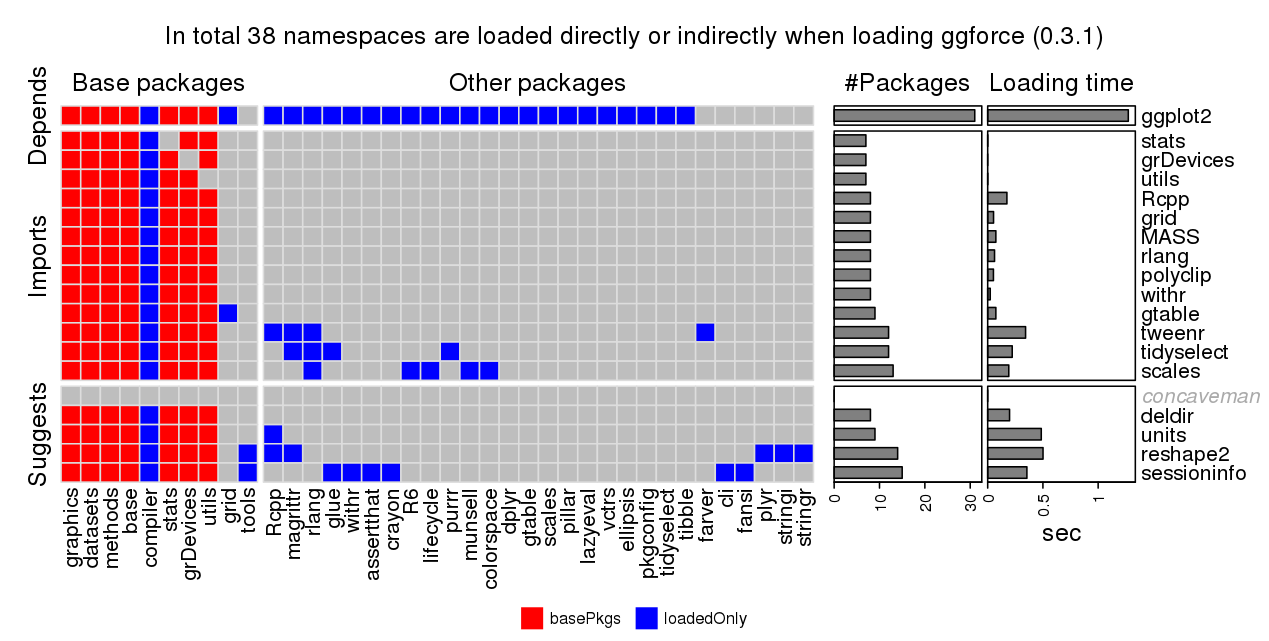 In total 38 namespaces are loaded directly or indirectly when loading ggforce (0.3.1)
Base packages
Other packages
#Packages
Loading time
Depends
Imports
Suggests
ggplot2
stats
grDevices
utils
Rcpp
grid
MASS
rlang
polyclip
withr
gtable
tweenr
tidyselect
scales
concaveman
deldir
units
reshape2
sessioninfo
graphics
datasets
methods
base
compiler
stats
grDevices
utils
grid
tools
Rcpp
magrittr
rlang
glue
withr
assertthat
crayon
R6
lifecycle
purrr
munsell
colorspace
dplyr
gtable
scales
pillar
lazyeval
vctrs
ellipsis
pkgconfig
tidyselect
tibble
farver
cli
fansi
plyr
stringi
stringr
0 10 20 30
0 0.5 1
sec
basePkgs
loadedOnly